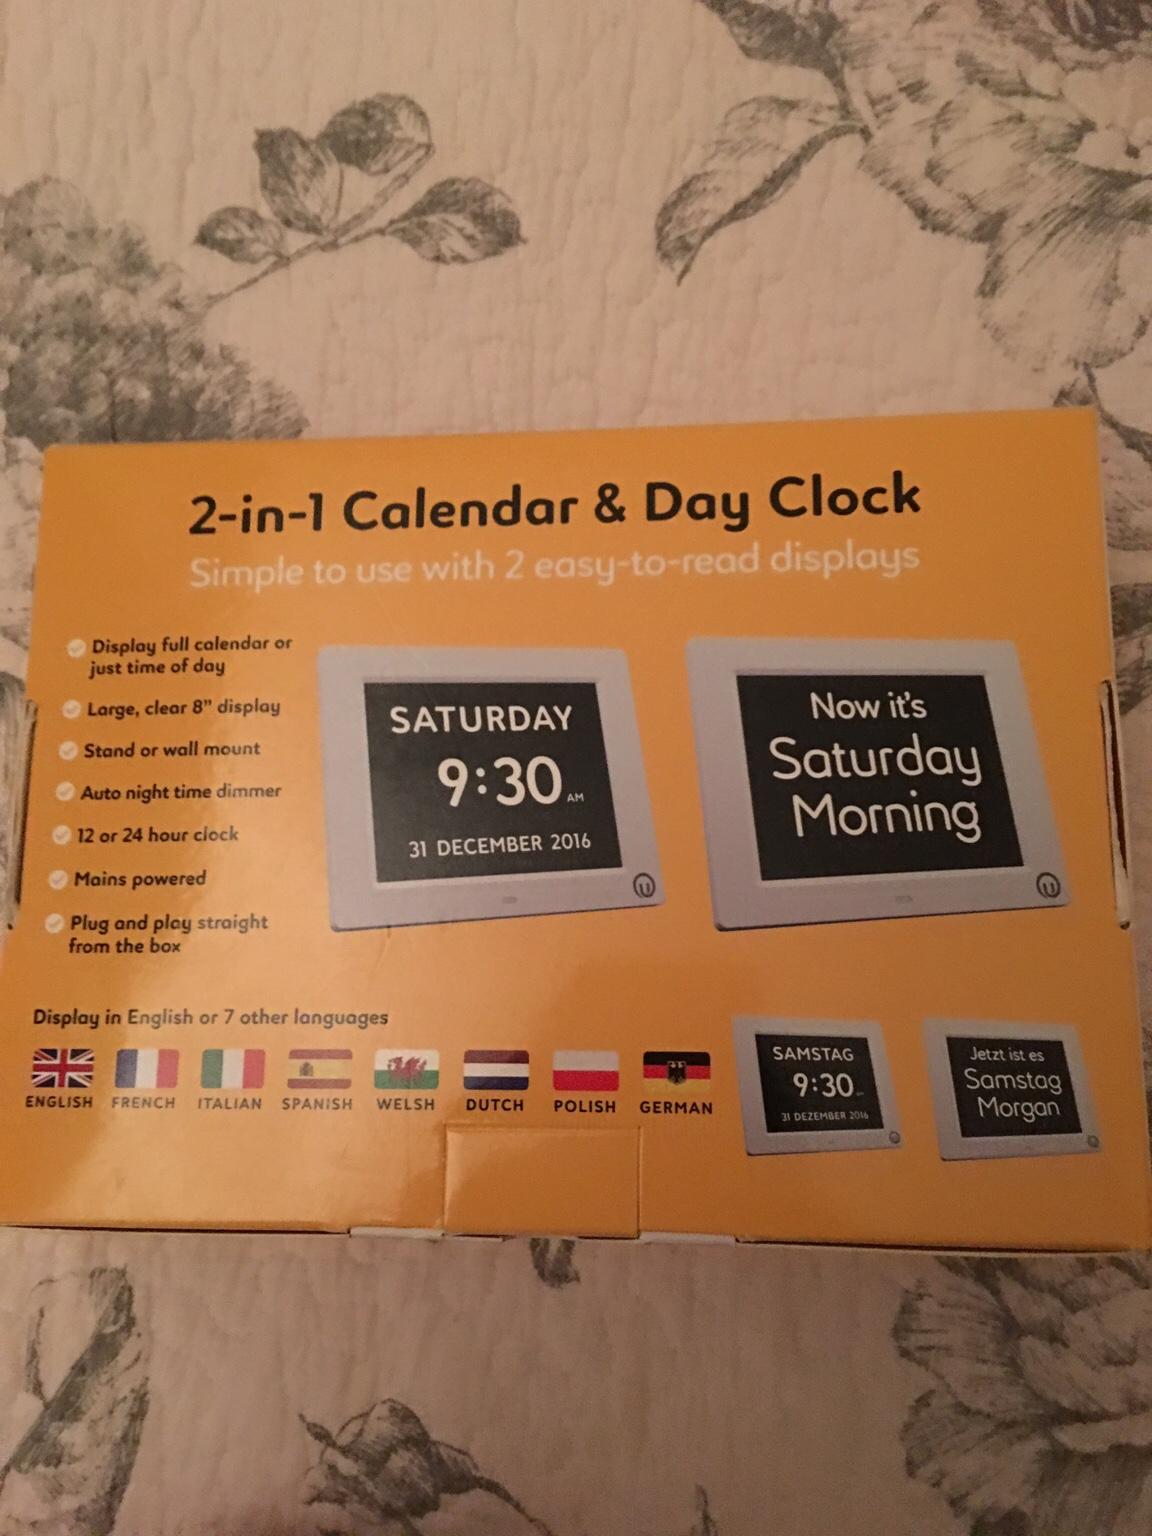 2-in-1 Calendar & Day Clock
Simple to use with 2 easy-to-read displays
Display full calendar or
just time of day
Large, clear 8" display
Stand or wall mount
Auto night time dimmer
12 or 24 hour clock
Mains powered
Plug and play straight
from the box
SATURDAY
9:30 AM
31 DECEMBER 2016
Now it's
Saturday
Morning
Display in English or 7 other languages
ENGLISH
FRENCH
ITALIAN
SPANISH
WELSH
DUTCH
POLISH
GERMAN
SAMSTAG
9:30
31 DEZEMBER 2016
Jetzt ist es
Samstag
Morgan